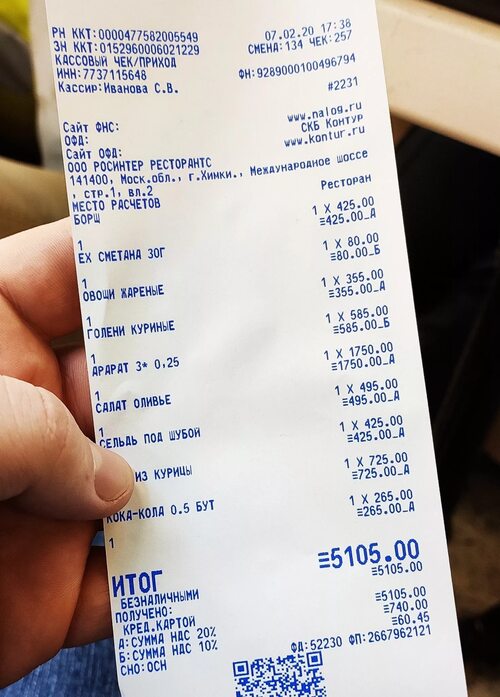 РН ККТ:0000477582005549 07.02.20 17:38
ЗН ККТ:0152960006021229 СМЕНА:134 ЧЕК:257
КАССОВЫЙ ЧЕК/ПРИХОД
ИНН:7737115648 ФН:9289000100496794
Кассир:Иванова С.В. #2231
Сайт ФНС: www.nalog.ru
ОФД: СКБ Контур
Сайт ОФД: www.kontur.ru
ООО РОСИНТЕР РЕСТОРАНТС
141400, Моск.обл., г.Химки., Международное шоссе
, стр.1, вл.2
МЕСТО РАСЧЕТОВ Ресторан
БОРЩ 1 X 425.00
≡425.00_А
1
ЕХ СМЕТАНА 30Г 1 X 80.00
≡80.00_Б
1
ОВОЩИ ЖАРЕНЫЕ 1 X 355.00
≡355.00_А
1
ГОЛЕНИ КУРИНЫЕ 1 X 585.00
≡585.00_Б
1
АРАРАТ 3* 0,25 1 X 1750.00
≡1750.00_А
1
САЛАТ ОЛИВЬЕ 1 X 495.00
≡495.00_А
1
СЕЛЬДЬ ПОД ШУБОЙ 1 X 425.00
≡425.00_А
ИЗ КУРИЦЫ 1 X 725.00
≡725.00_А
КОКА-КОЛА 0.5 БУТ 1 X 265.00
≡265.00_А
1
ИТОГ ≡5105.00
БЕЗНАЛИЧНЫМИ ≡5105.00
ПОЛУЧЕНО:
КРЕД.КАРТОЙ ≡5105.00
А:СУММА НДС 20% ≡740.00
Б:СУММА НДС 10% ≡60.45
СНО:ОСН ФД:52230 ФП:2667962121